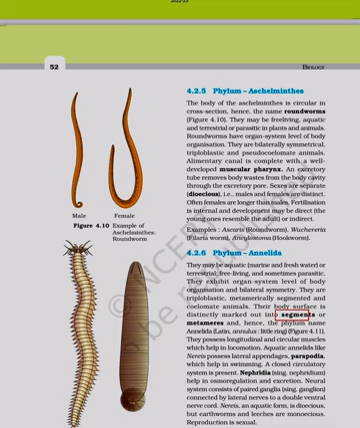 2022-23
52
BIOLOGY
4.2.5 Phylum – Aschelminthes
The body of the aschelminthes is circular in
cross-section, hence, the name roundworms
(Figure 4.10). They may be freeliving, aquatic
and terrestrial or parasitic in plants and animals.
Roundworms have organ-system level of body
organisation. They are bilaterally symmetrical,
triploblastic and pseudocoelomate animals.
Alimentary canal is complete with a well-
developed muscular pharynx. An excretory
tube removes body wastes from the body cavity
through the excretory pore. Sexes are separate
(dioecious), i.e., males and females are distinct.
Often females are longer than males. Fertilisation
is internal and development may be direct (the
young ones resemble the adult) or indirect.
Examples : Ascaris (Roundworm), Wuchereria
(Filaria worm), Ancylostoma (Hookworm).
Male Female
Figure 4.10 Example of
Aschelminthes:
Roundworm
4.2.6 Phylum – Annelida
They may be aquatic (marine and fresh water) or
terrestrial; free-living, and sometimes parasitic.
They exhibit organ-system level of body
organisation and bilateral symmetry. They are
triploblastic, metamerically segmented and
coelomate animals. Their body surface is
distinctly marked out into segments or
metameres and, hence, the phylum name
Annelida (Latin, annulus : little ring) (Figure 4.11).
They possess longitudinal and circular muscles
which help in locomotion. Aquatic annelids like
Nereis possess lateral appendages, parapodia,
which help in swimming. A closed circulatory
system is present. Nephridia (sing. nephridium)
help in osmoregulation and excretion. Neural
system consists of paired ganglia (sing. ganglion)
connected by lateral nerves to a double ventral
nerve cord. Nereis, an aquatic form, is dioecious,
but earthworms and leeches are monoecious.
Reproduction is sexual.